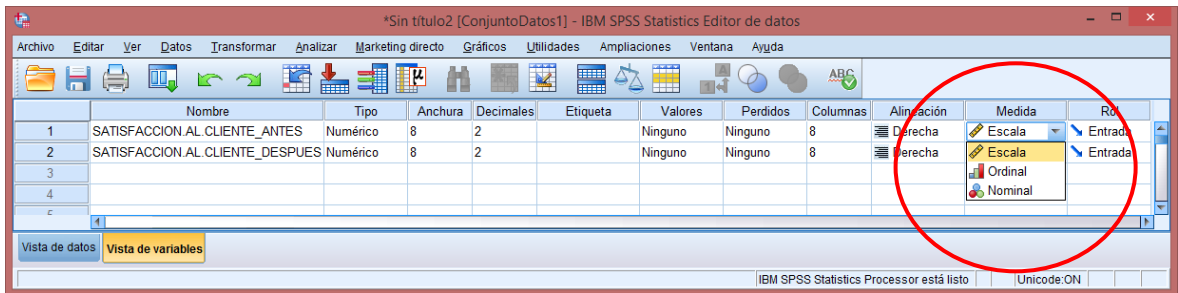 *Sin título2 [ConjuntoDatos1] - IBM SPSS Statistics Editor de datos
Archivo Editar Ver Datos Transformar Analizar Marketing directo Gráficos Utilidades Ampliaciones Ventana Ayuda
Nombre Tipo Anchura Decimales Etiqueta Valores Perdidos Columnas Alineación Medida Rol
1 SATISFACCION.AL.CLIENTE_ANTES Numérico 8 2 Ninguno Ninguno 8 Derecha Escala Entrada
2 SATISFACCION.AL.CLIENTE_DESPUES Numérico 8 2 Ninguno Ninguno 8 Derecha Escala Entrada
3 Ordinal
4 Nominal
Vista de datos Vista de variables
IBM SPSS Statistics Processor está listo Unicode:ON